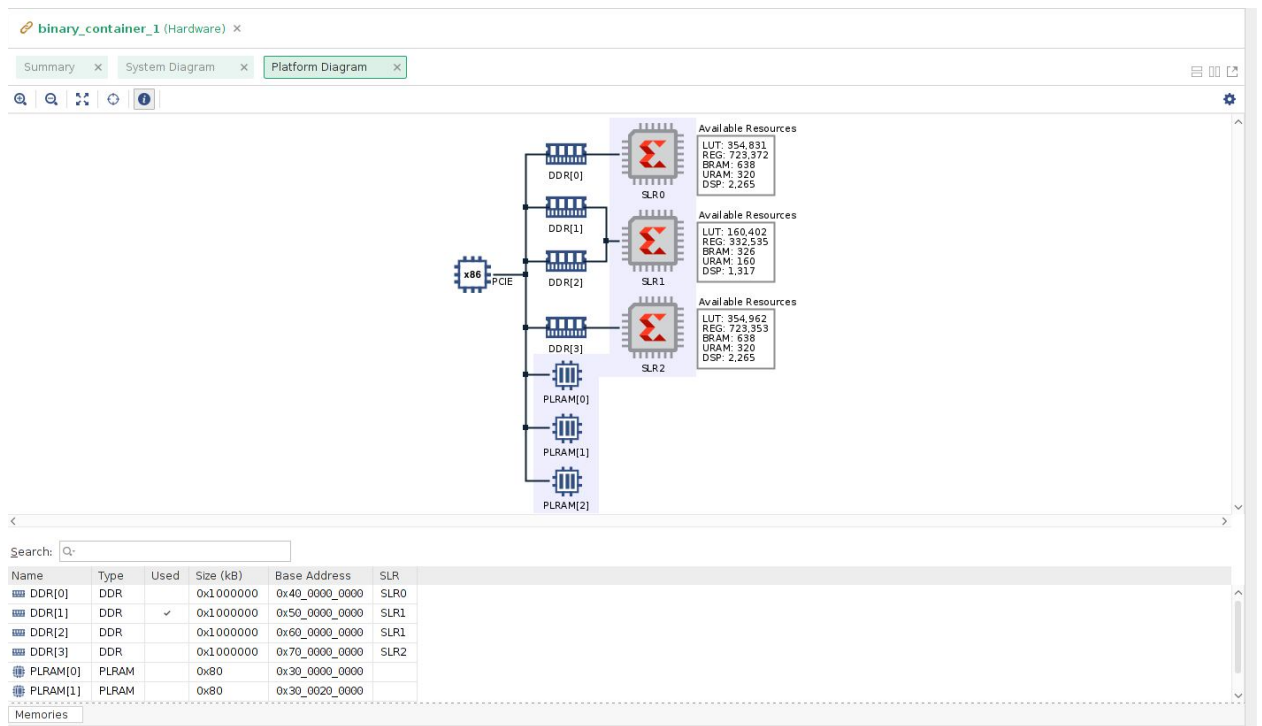 binary_container_1 (Hardware) ×
Summary × System Diagram × Platform Diagram ×
Available Resources
LUT: 354,831
REG: 723,372
BRAM: 638
URAM: 320
DSP: 2,265
DDR[0]
SLR0
Available Resources
LUT: 160,402
REG: 332,535
BRAM: 326
URAM: 160
DSP: 1,317
DDR[1]
x86
PCIE
DDR[2]
SLR1
Available Resources
LUT: 354,962
REG: 723,353
BRAM: 638
URAM: 320
DSP: 2,265
DDR[3]
SLR2
PLRAM[0]
PLRAM[1]
PLRAM[2]
Search:
Name Type Used Size (kB) Base Address SLR
DDR[0] DDR 0x1000000 0x40_0000_0000 SLR0
DDR[1] DDR ✓ 0x1000000 0x50_0000_0000 SLR1
DDR[2] DDR 0x1000000 0x60_0000_0000 SLR1
DDR[3] DDR 0x1000000 0x70_0000_0000 SLR2
PLRAM[0] PLRAM 0x80 0x30_0000_0000
PLRAM[1] PLRAM 0x80 0x30_0020_0000
Memories